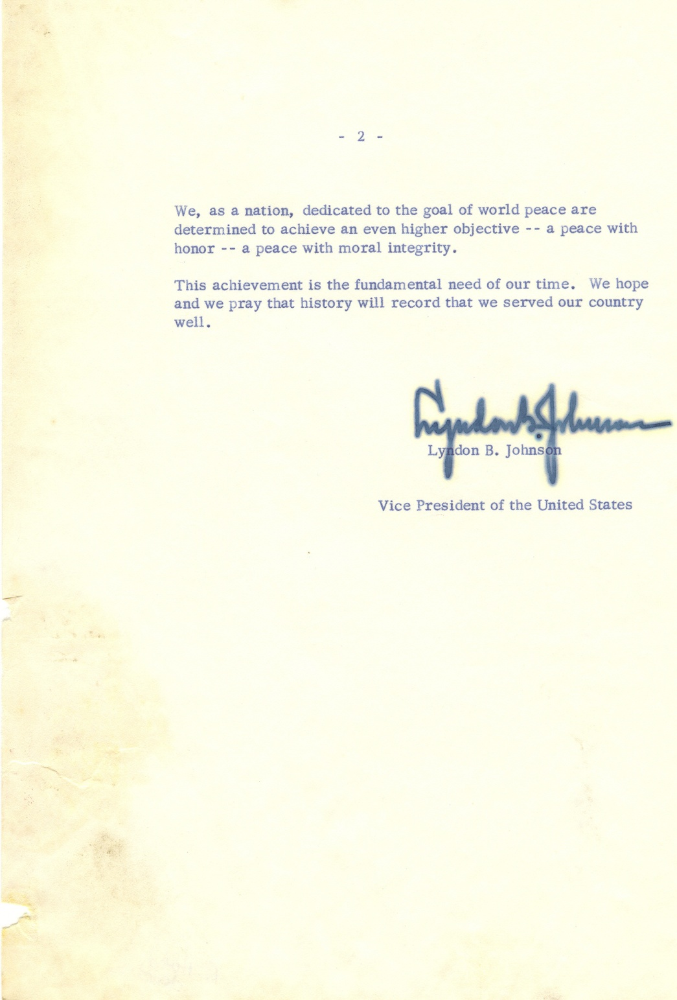 - 2 -
We, as a nation, dedicated to the goal of world peace are
determined to achieve an even higher objective -- a peace with
honor -- a peace with moral integrity.
This achievement is the fundamental need of our time. We hope
and we pray that history will record that we served our country
well.
Lyndon B. Johnson
Lyndon B. Johnson
Vice President of the United States